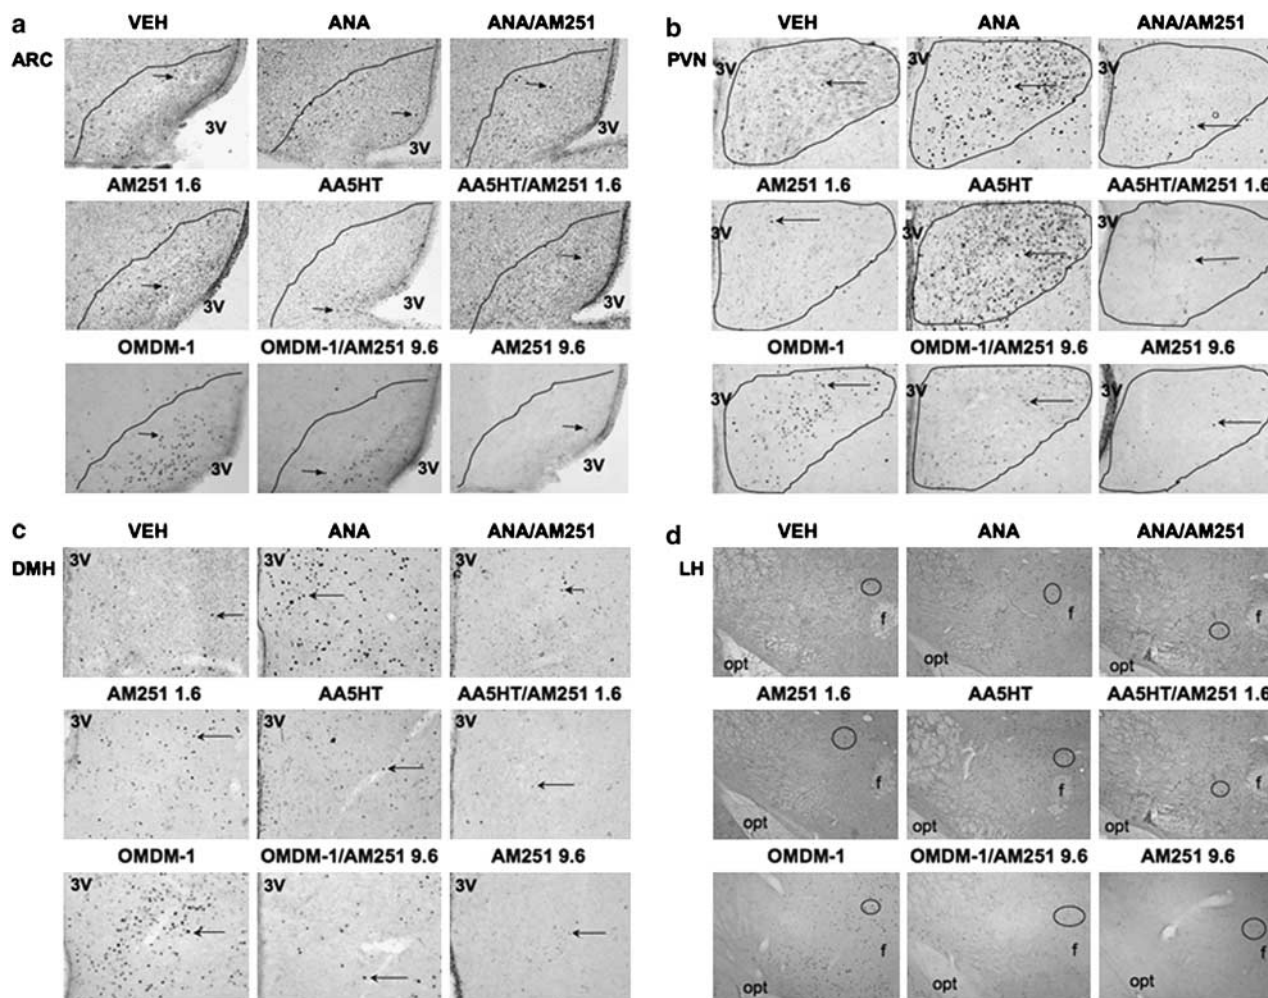 a
VEH ANA ANA/AM251
ARC
3V 3V 3V
AM251 1.6 AA5HT AA5HT/AM251 1.6
3V 3V 3V
OMDM-1 OMDM-1/AM251 9.6 AM251 9.6
3V 3V 3V
b
VEH ANA ANA/AM251
PVN
3V 3V 3V
AM251 1.6 AA5HT AA5HT/AM251 1.6
3V 3V 3V
OMDM-1 OMDM-1/AM251 9.6 AM251 9.6
3V 3V 3V
c
VEH ANA ANA/AM251
DMH
3V 3V 3V
AM251 1.6 AA5HT AA5HT/AM251 1.6
3V 3V 3V
OMDM-1 OMDM-1/AM251 9.6 AM251 9.6
3V 3V 3V
d
VEH ANA ANA/AM251
LH
f f f
opt opt opt
AM251 1.6 AA5HT AA5HT/AM251 1.6
f f f
opt opt opt
OMDM-1 OMDM-1/AM251 9.6 AM251 9.6
f f f
opt opt opt